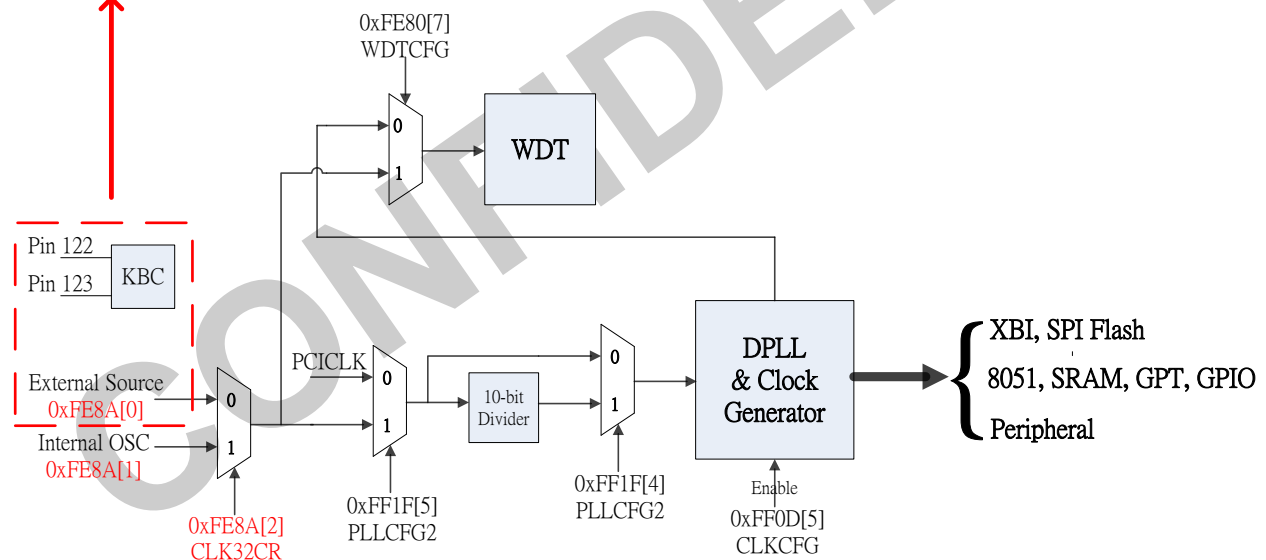 0xFE80[7]
WDTCFG
0
1
WDT
Pin 122
Pin 123
KBC
External Source
0xFE8A[0]
Internal OSC
0xFE8A[1]
0
1
0xFE8A[2]
CLK32CR
PCICLK
0
1
0xFF1F[5]
PLLCFG2
10-bit
Divider
0
1
0xFF1F[4]
PLLCFG2
DPLL
& Clock
Generator
Enable
0xFF0D[5]
CLKCFG
XBI, SPI Flash
8051, SRAM, GPT, GPIO
Peripheral